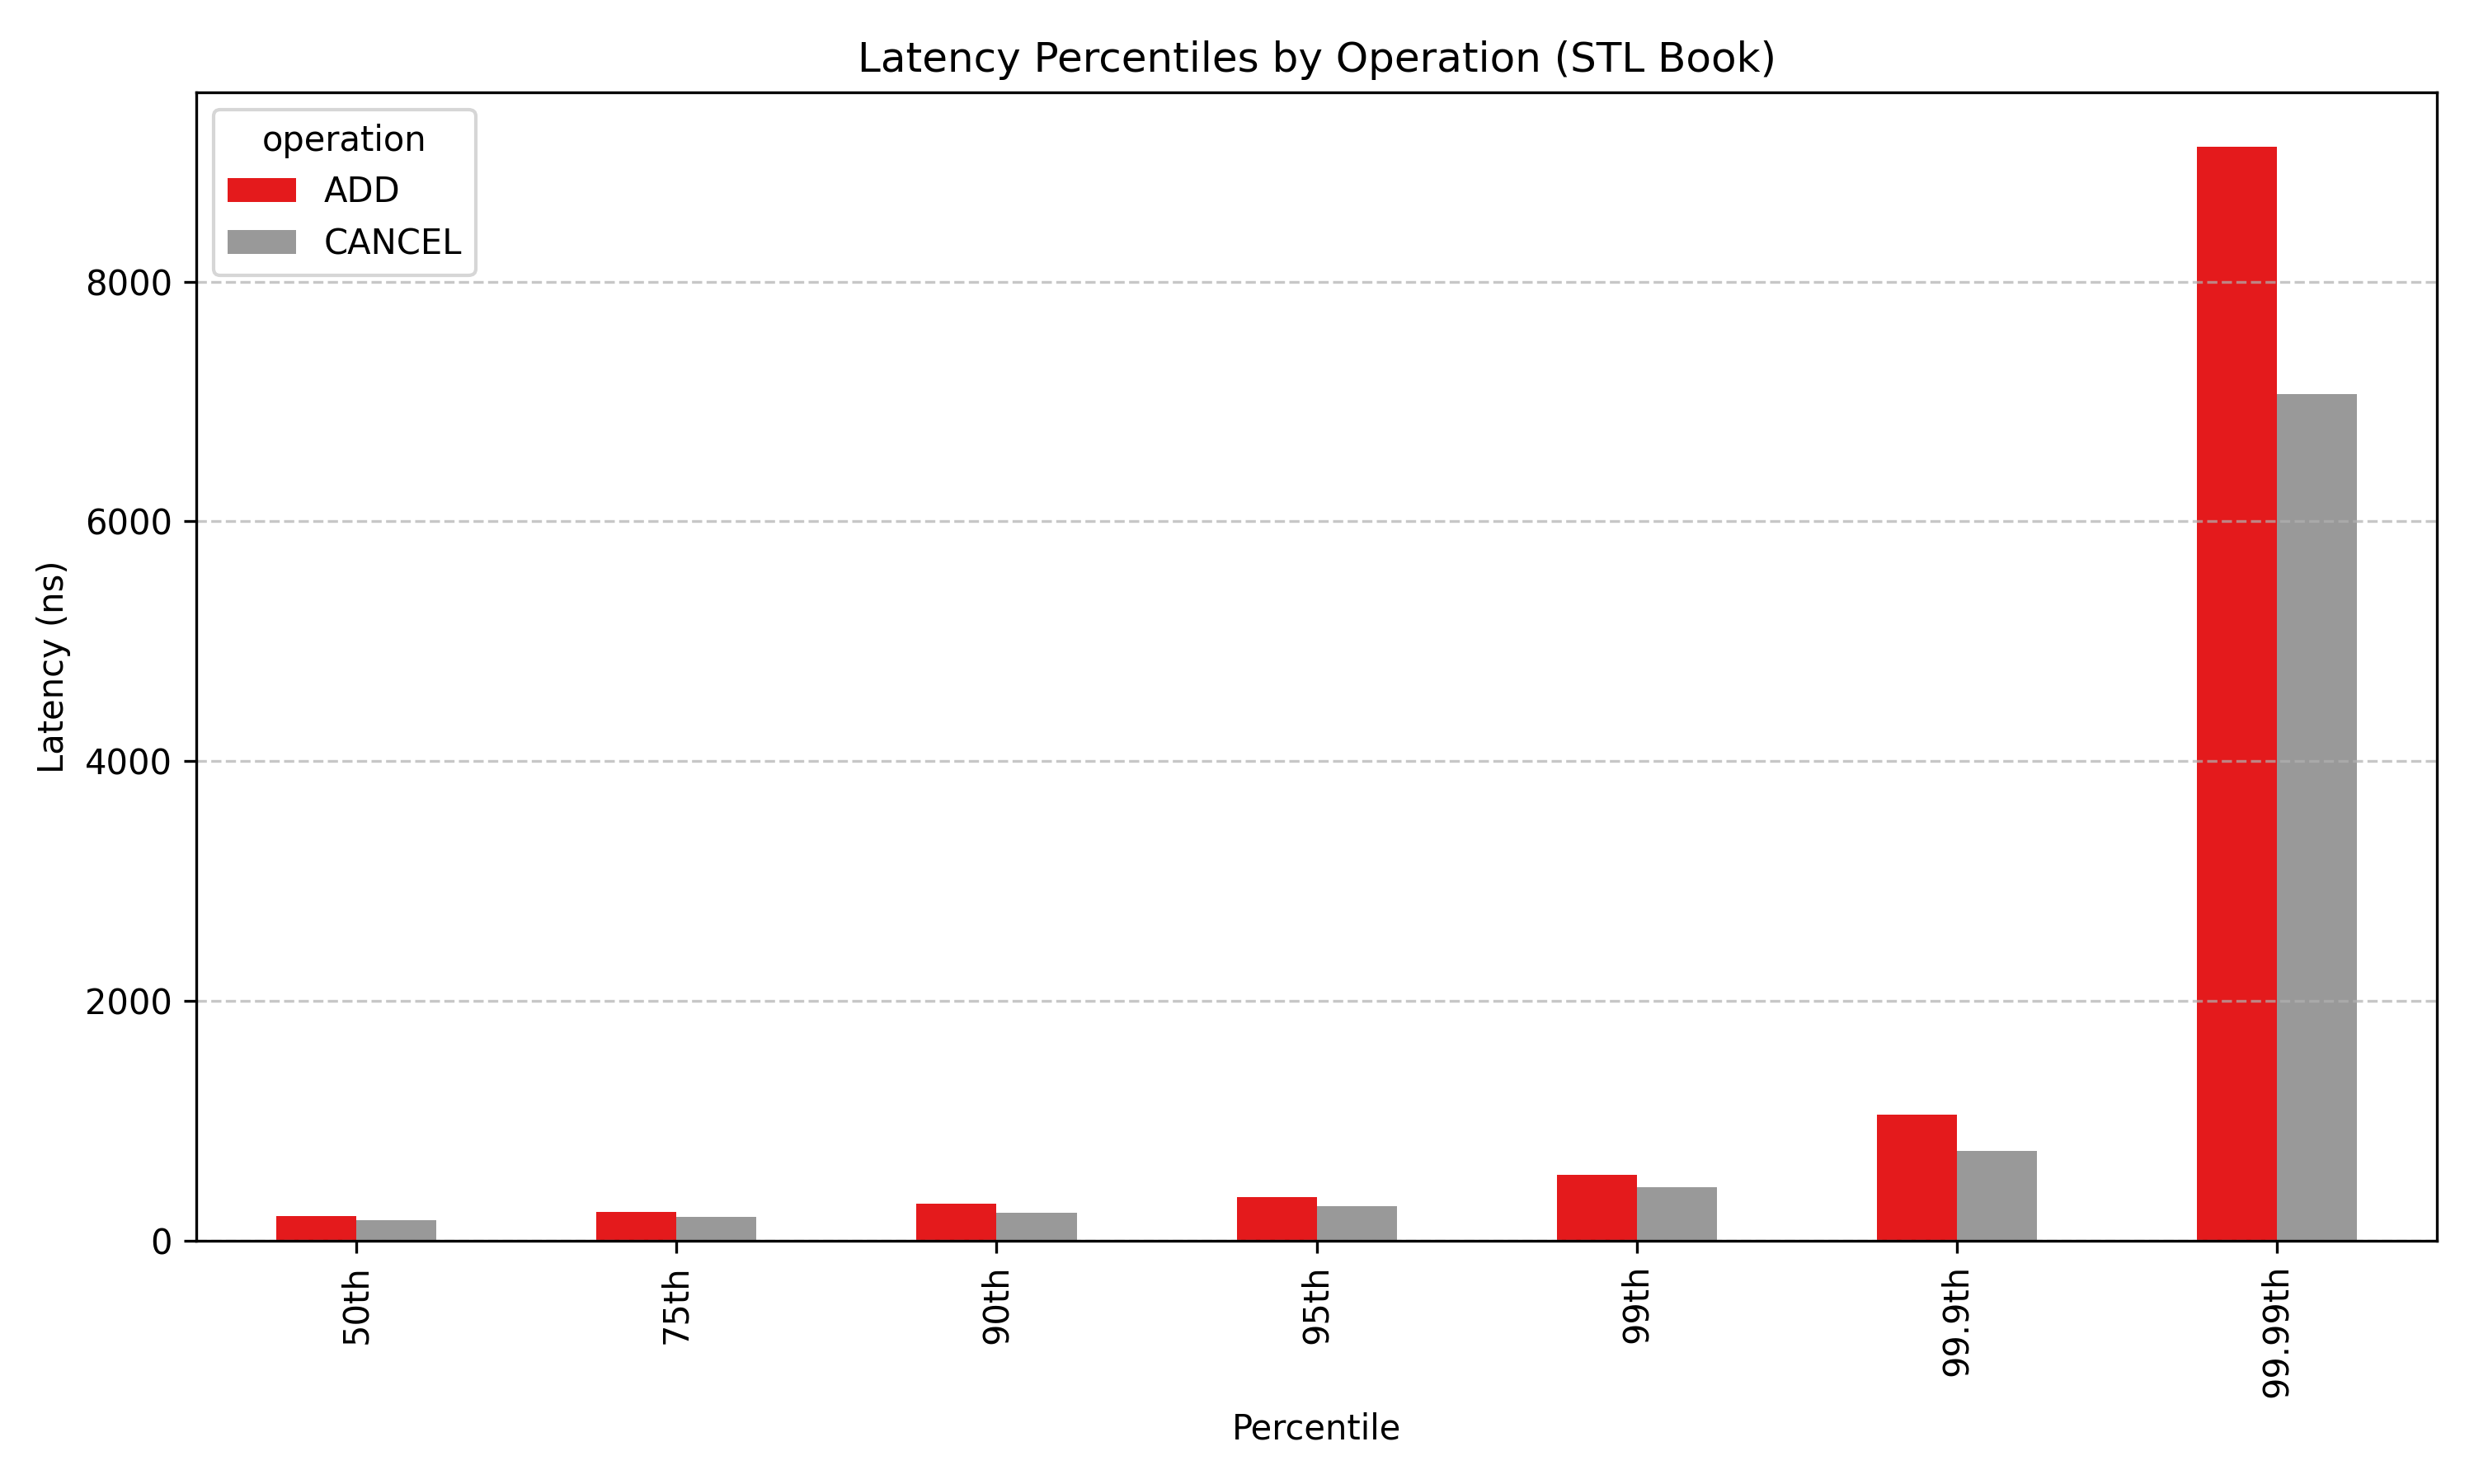 Latency Percentiles by Operation (STL Book)
operation
ADD
CANCEL
8000
6000
4000
2000
0
Latency (ns)
50th
75th
90th
95th
99th
99.9th
99.99th
Percentile